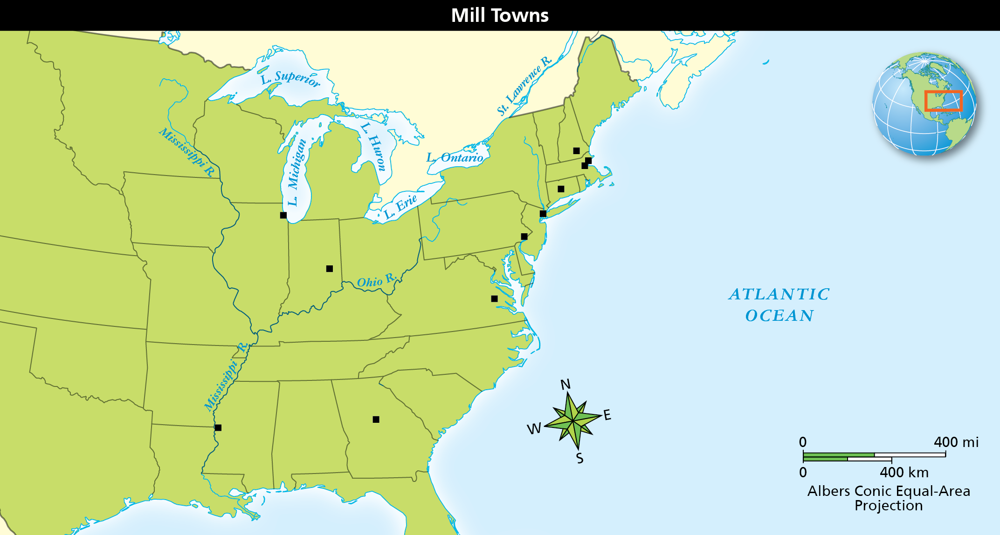 Mill Towns
L. Superior
St. Lawrence R.
Mississippi R.
L. Michigan
L. Huron
L. Ontario
L. Erie
Ohio R.
Mississippi R.
ATLANTIC
OCEAN
N
W
E
S
0 400 mi
0 400 km
Albers Conic Equal-Area
Projection